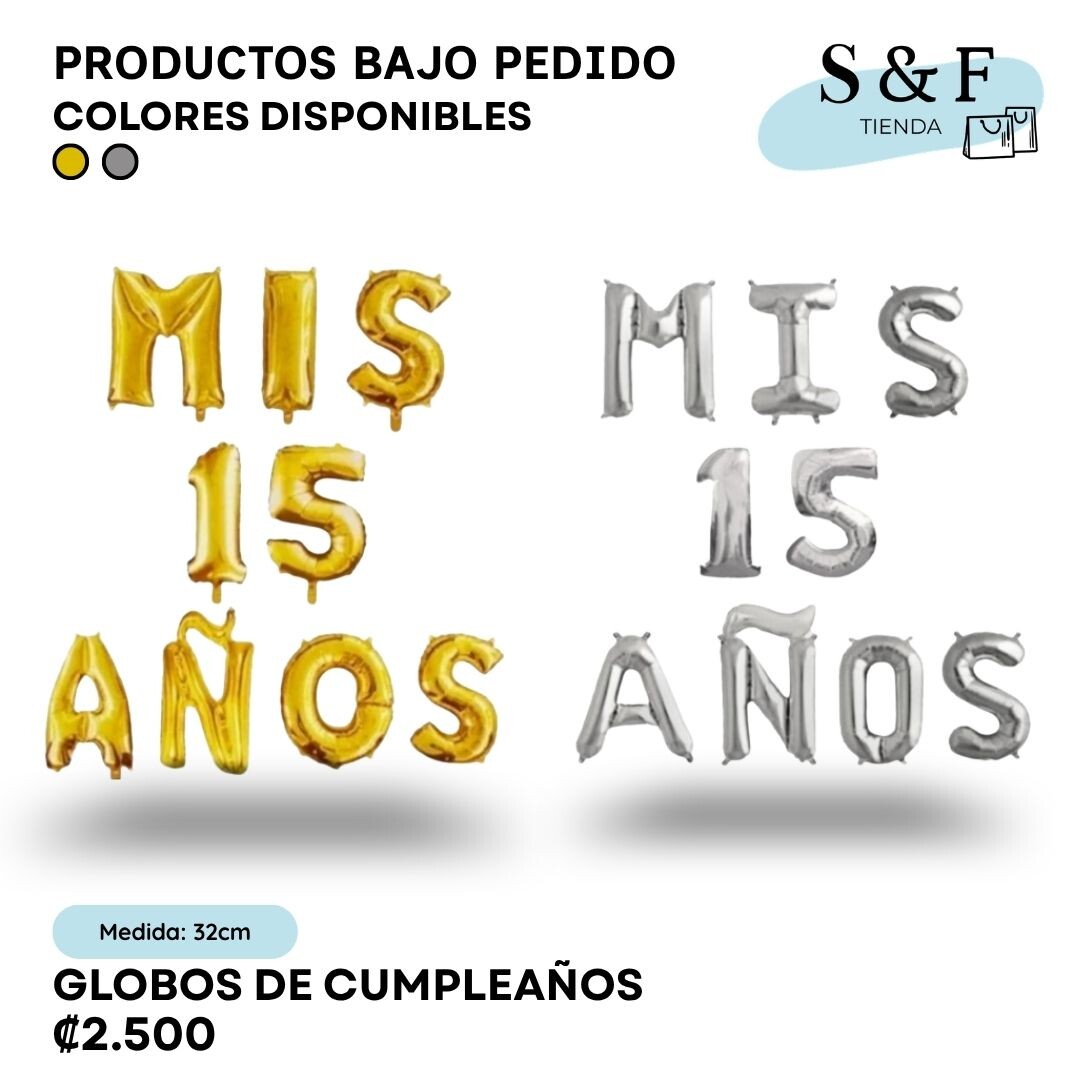 PRODUCTOS BAJO PEDIDO
COLORES DISPONIBLES
S & F
TIENDA
MIS
15
AÑOS
MIS
15
AÑOS
Medida: 32cm
GLOBOS DE CUMPLEAÑOS
₡2.500